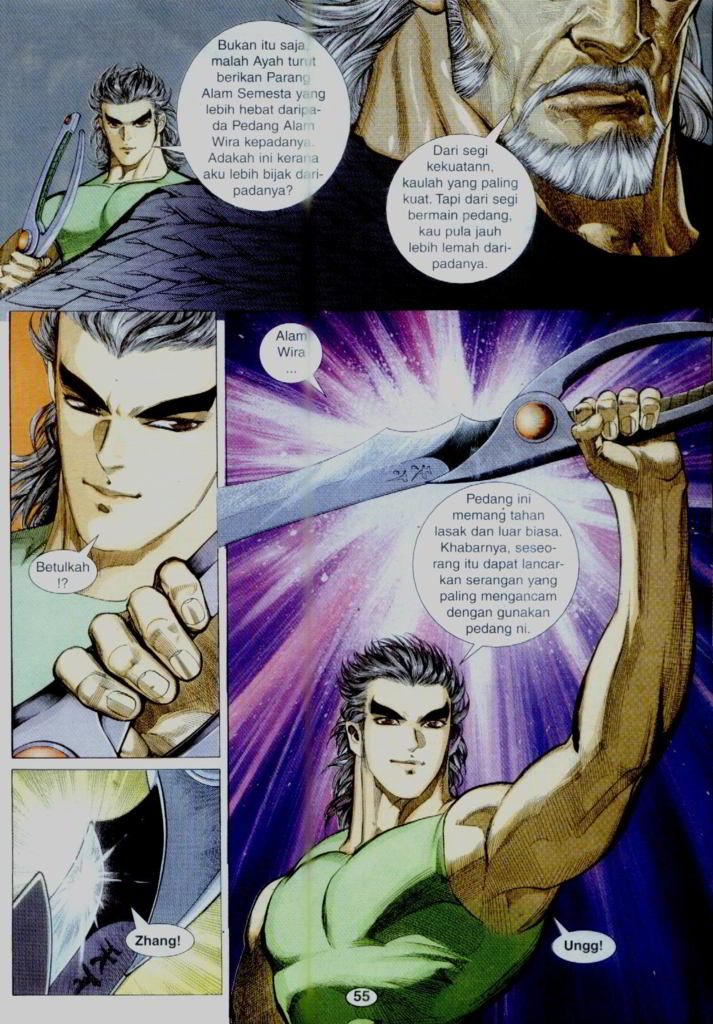 Bukan itu saja,
malah Ayah turut
berikan Parang
Alam Semesta yang
lebih hebat daripa-
da Pedang Alam
Wira kepadanya.
Adakah ini kerana
aku lebih bijak dari-
padanya?
Dari segi
kekuatann,
kaulah yang paling
kuat. Tapi dari segi
bermain pedang,
kau pula jauh
lebih lemah dari-
padanya.
Betulkah
!?
Alam
Wira
...
Pedang ini
memang tahan
lasak dan luar biasa.
Khabarnya, seseo-
rang itu dapat lancar-
kan serangan yang
paling mengancam
dengan gunakan
pedang ni.
Zhang!
Ungg!
55